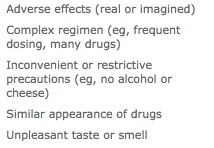 Adverse effects (real or imagined)
Complex regimen (eg, frequent
dosing, many drugs)
Inconvenient or restrictive
precautions (eg, no alcohol or
cheese)
Similar appearance of drugs
Unpleasant taste or smell